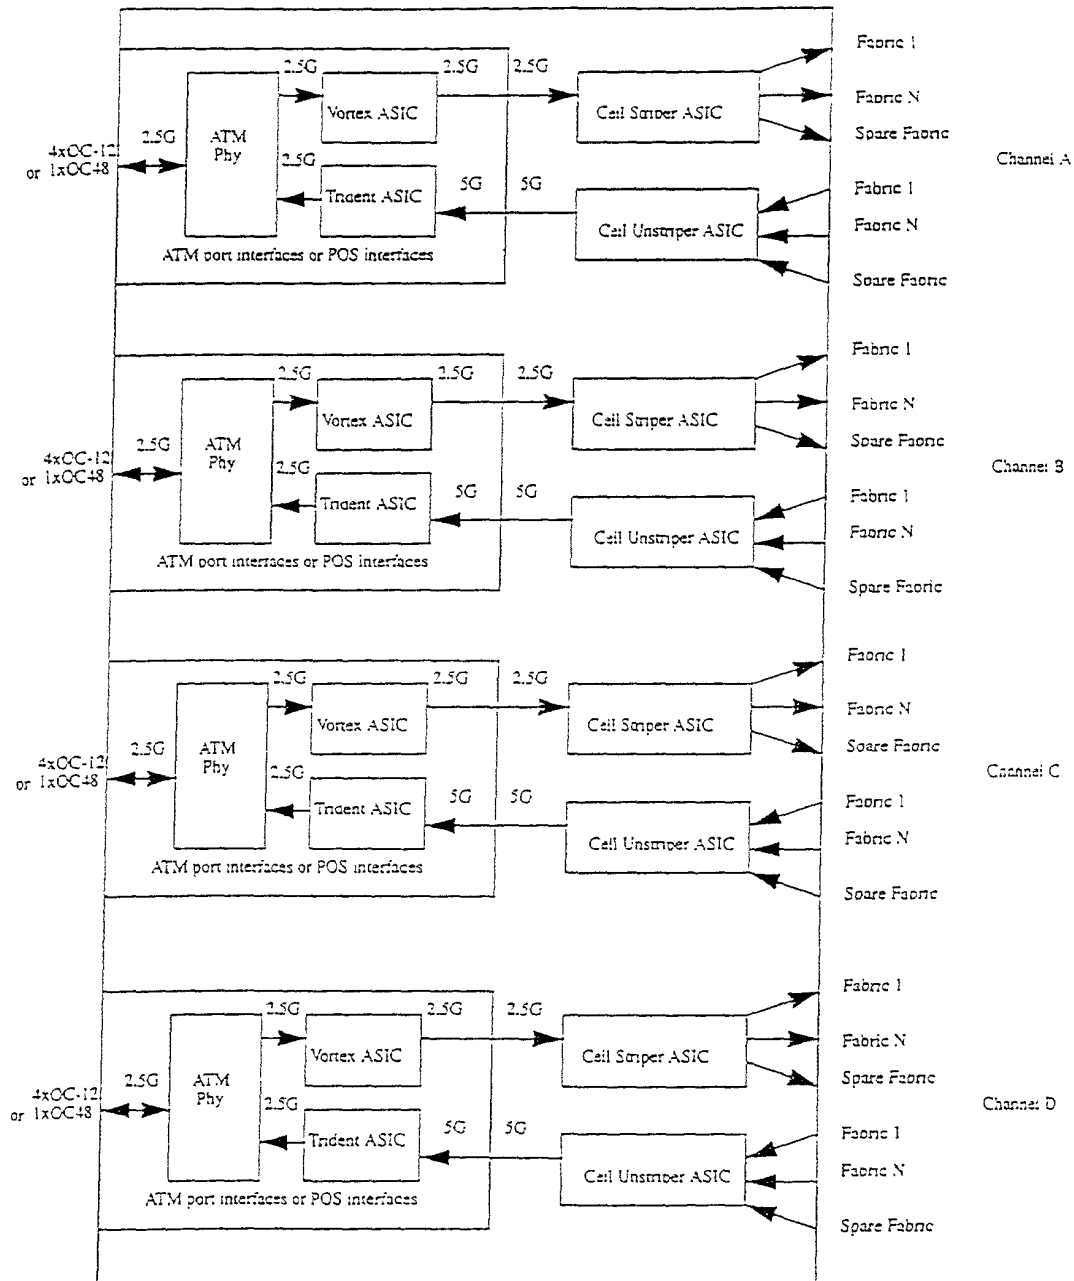 Fabric 1
2.5G 2.5G 2.5G
Vortex ASIC
Cell Striper ASIC
Fabric N
ATM
Phy
2.5G
Spare Fabric
4xOC-12
or 1xOC48
2.5G
Channel A
Trident ASIC
5G 5G
Fabric 1
Cell Unstriper ASIC
Fabric N
ATM port interfaces or POS interfaces
Spare Fabric
Fabric 1
2.5G 2.5G 2.5G
Vortex ASIC
Cell Striper ASIC
Fabric N
ATM
Phy
2.5G
Spare Fabric
4xOC-12
or 1xOC48
2.5G
Channel B
Trident ASIC
5G 5G
Fabric 1
Cell Unstriper ASIC
Fabric N
ATM port interfaces or POS interfaces
Spare Fabric
Fabric 1
2.5G 2.5G 2.5G
Vortex ASIC
Cell Striper ASIC
Fabric N
ATM
Phy
2.5G
Spare Fabric
4xOC-12
or 1xOC48
2.5G
Channel C
Trident ASIC
5G 5G
Fabric 1
Cell Unstriper ASIC
Fabric N
ATM port interfaces or POS interfaces
Spare Fabric
Fabric 1
2.5G 2.5G 2.5G
Vortex ASIC
Cell Striper ASIC
Fabric N
ATM
Phy
2.5G
Spare Fabric
4xOC-12
or 1xOC48
2.5G
Channel D
Trident ASIC
5G 5G
Fabric 1
Cell Unstriper ASIC
Fabric N
ATM port interfaces or POS interfaces
Spare Fabric